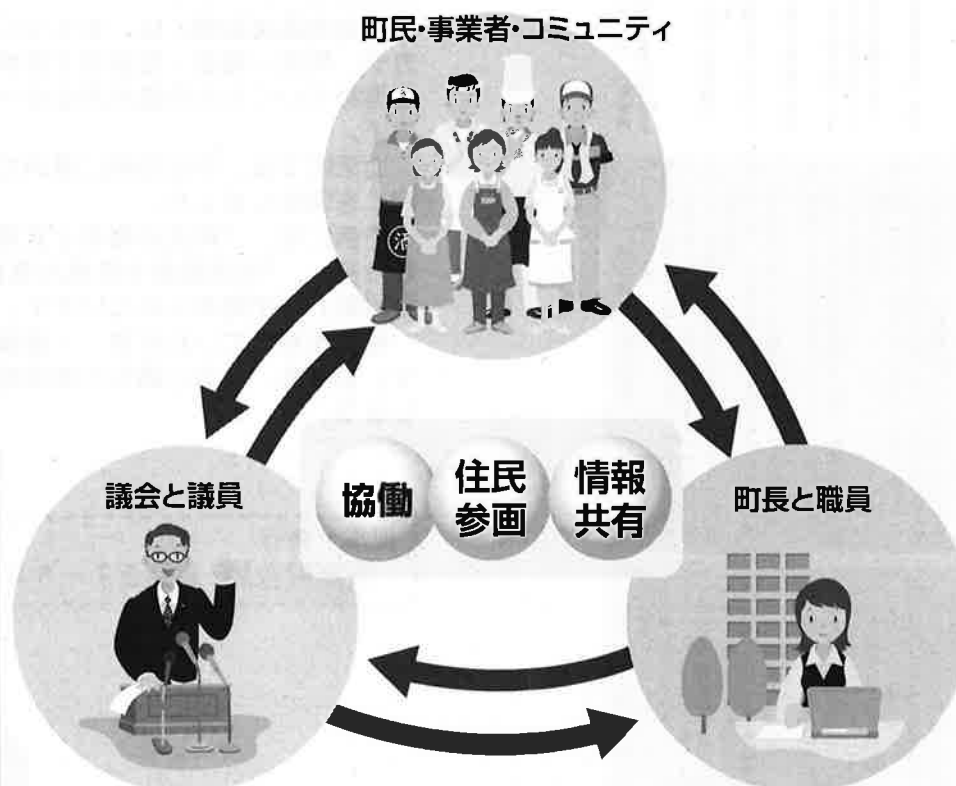 町民・事業者・コミュニティ
酒
議会と議員
協働
住民
参画
情報
共有
町長と職員